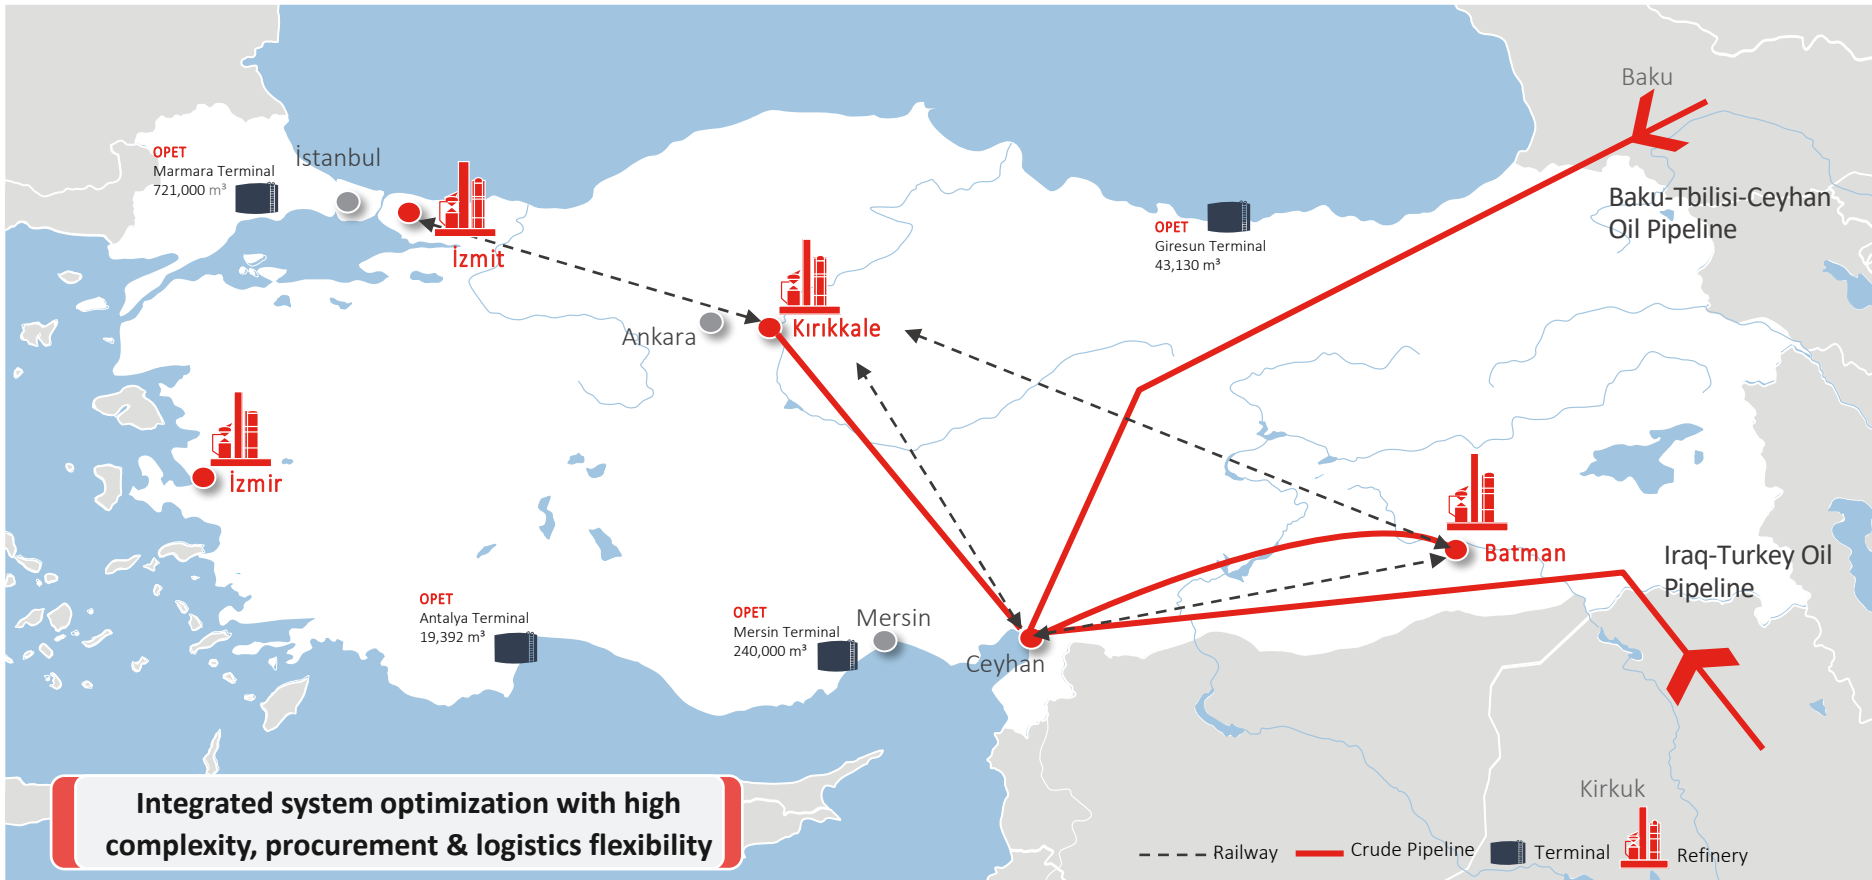 Baku
OPET
Marmara Terminal
721,000 m³
İstanbul
Baku-Tbilisi-Ceyhan
Oil Pipeline
OPET
Giresun Terminal
43,130 m³
İzmit
Ankara
Kırıkkale
İzmir
Batman
Iraq-Turkey Oil
Pipeline
OPET
Antalya Terminal
19,392 m³
OPET
Mersin Terminal
240,000 m³
Mersin
Ceyhan
Kirkuk
Integrated system optimization with high
complexity, procurement & logistics flexibility
Railway
Crude Pipeline
Terminal
Refinery